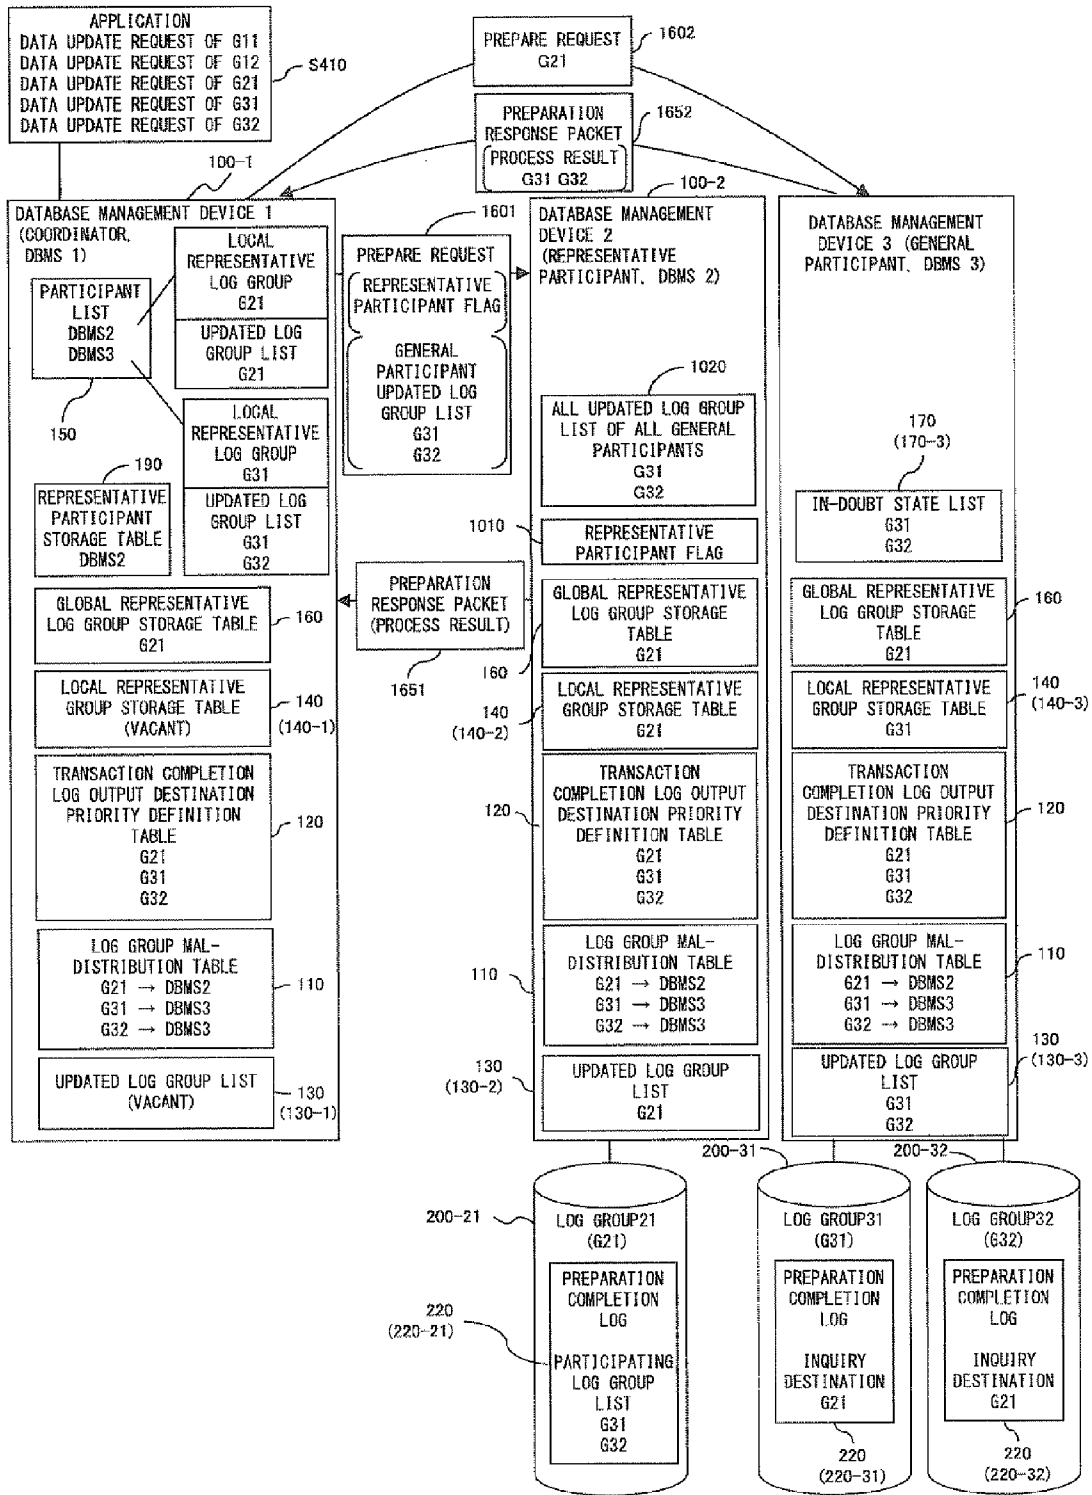 APPLICATION
DATA UPDATE REQUEST OF G11
DATA UPDATE REQUEST OF G12
DATA UPDATE REQUEST OF G21
DATA UPDATE REQUEST OF G31
DATA UPDATE REQUEST OF G32
S410
PREPARE REQUEST
G21
1602
PREPARATION
RESPONSE PACKET
PROCESS RESULT
G31 G32
1652
100-1
DATABASE MANAGEMENT DEVICE 1
(COORDINATOR,
DBMS 1)
LOCAL
REPRESENTATIVE
LOG GROUP
G21
UPDATED LOG
GROUP LIST
G21
PARTICIPANT
LIST
DBMS2
DBMS3
150
LOCAL
REPRESENTATIVE
LOG GROUP
G31
UPDATED LOG
GROUP LIST
G31
G32
190
REPRESENTATIVE
PARTICIPANT
STORAGE TABLE
DBMS2
GLOBAL REPRESENTATIVE
LOG GROUP STORAGE TABLE
G21
160
LOCAL REPRESENTATIVE
GROUP STORAGE TABLE
(VACANT)
140
(140-1)
TRANSACTION COMPLETION
LOG OUTPUT DESTINATION
PRIORITY DEFINITION
TABLE
G21
G31
G32
120
LOG GROUP MAL-
DISTRIBUTION TABLE
G21 → DBMS2
G31 → DBMS3
G32 → DBMS3
110
UPDATED LOG GROUP LIST
(VACANT)
130
(130-1)
1601
PREPARE REQUEST
REPRESENTATIVE
PARTICIPANT FLAG
GENERAL
PARTICIPANT
UPDATED LOG
GROUP LIST
G31
G32
PREPARATION
RESPONSE PACKET
(PROCESS RESULT)
1651
100-2
DATABASE MANAGEMENT
DEVICE 2
(REPRESENTATIVE
PARTICIPANT, DBMS 2)
1020
ALL UPDATED LOG GROUP
LIST OF ALL GENERAL
PARTICIPANTS
G31
G32
1010
REPRESENTATIVE
PARTICIPANT FLAG
GLOBAL REPRESENTATIVE
LOG GROUP STORAGE
TABLE
G21
160
LOCAL REPRESENTATIVE
GROUP STORAGE TABLE
G21
140
(140-2)
TRANSACTION
COMPLETION LOG OUTPUT
DESTINATION PRIORITY
DEFINITION TABLE
G21
G31
G32
120
LOG GROUP MAL-
DISTRIBUTION TABLE
G21 → DBMS2
G31 → DBMS3
G32 → DBMS3
110
UPDATED LOG GROUP
LIST
G21
130
(130-2)
DATABASE MANAGEMENT
DEVICE 3 (GENERAL
PARTICIPANT, DBMS 3)
170
(170-3)
IN-DOUBT STATE LIST
G31
G32
GLOBAL REPRESENTATIVE
LOG GROUP STORAGE
TABLE
G21
160
LOCAL REPRESENTATIVE
GROUP STORAGE TABLE
G31
140
(140-3)
TRANSACTION
COMPLETION LOG OUTPUT
DESTINATION PRIORITY
DEFINITION TABLE
G21
G31
G32
120
LOG GROUP MAL-
DISTRIBUTION TABLE
G21 → DBMS2
G31 → DBMS3
G32 → DBMS3
110
UPDATED LOG GROUP
LIST
G31
G32
130
(130-3)
200-21
LOG GROUP21
(G21)
PREPARATION
COMPLETION
LOG
PARTICIPATING
LOG GROUP
LIST
G31
G32
220
(220-21)
200-31
LOG GROUP31
(G31)
PREPARATION
COMPLETION
LOG
INQUIRY
DESTINATION
G21
220
(220-31)
200-32
LOG GROUP32
(G32)
PREPARATION
COMPLETION
LOG
INQUIRY
DESTINATION
G21
220
(220-32)